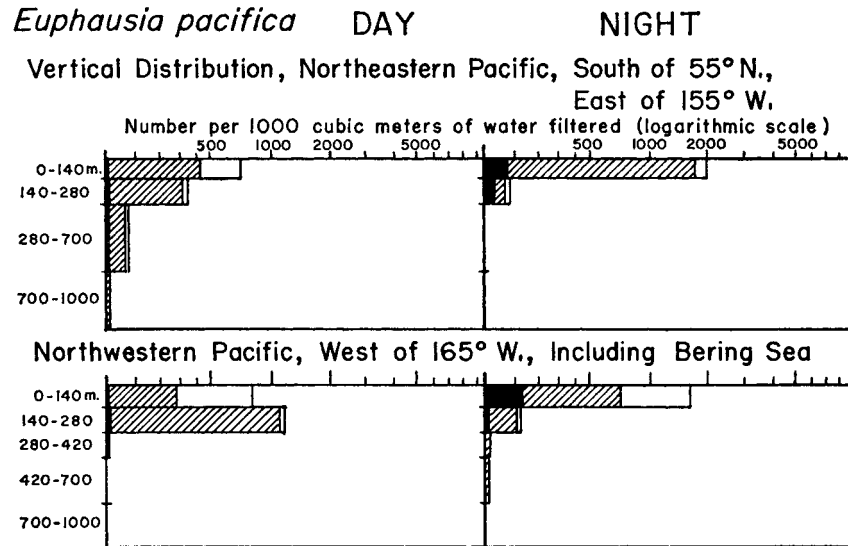 Euphausia pacifica DAY NIGHT
Vertical Distribution, Northeastern Pacific, South of 55° N.,
East of 155° W.
Number per 1000 cubic meters of water filtered (logarithmic scale)
500 1000 2000 5000 500 1000 2000 5000
0-140m.
140-280
280-700
700-1000
Northwestern Pacific, West of 165° W., Including Bering Sea
0-140m.
140-280
280-420
420-700
700-1000